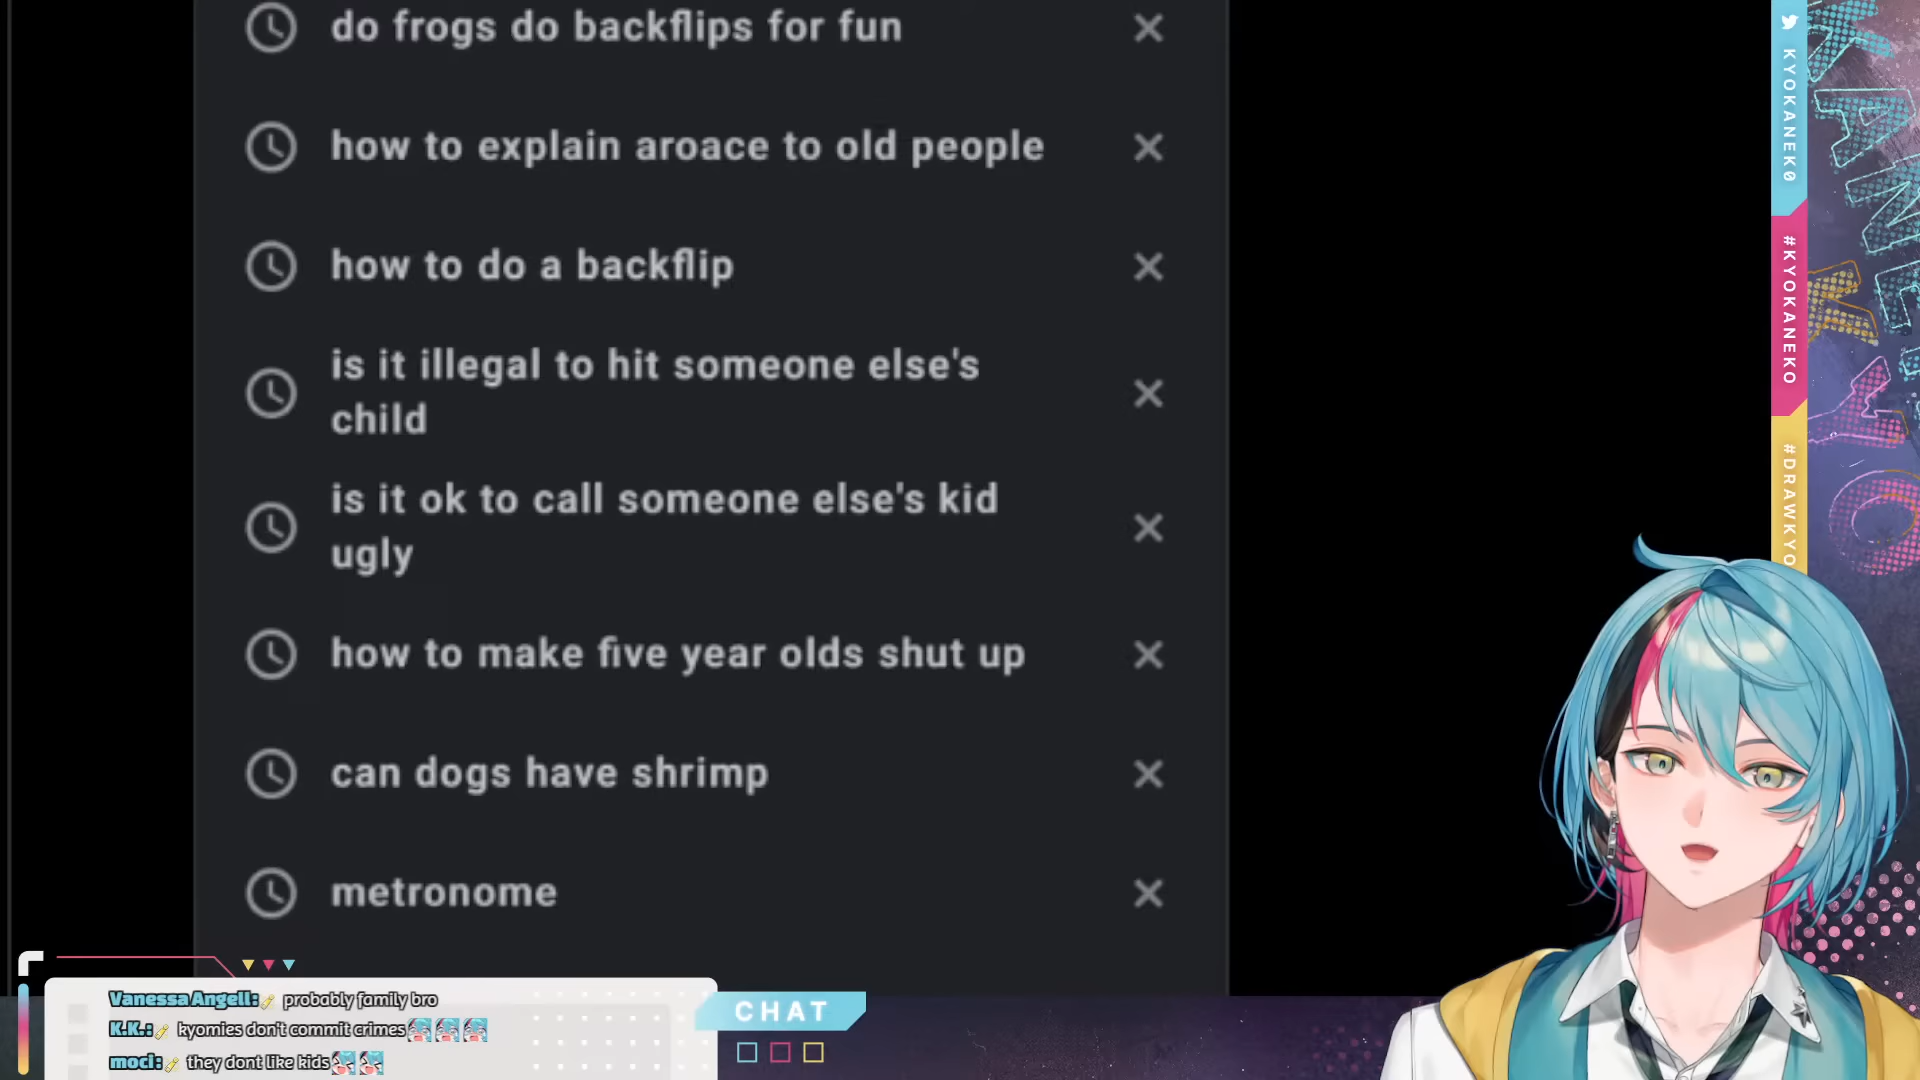 do frogs do backflips for fun
how to explain aroace to old people
how to do a backflip
is it illegal to hit someone else's
child
is it ok to call someone else's kid
ugly
how to make five year olds shut up
can dogs have shrimp
metronome
Vanessa Angell: probably family bro
K.K.: kyomies don't commit crimes
moci: they dont like kids
CHAT
KYOKANEK0
#KYOKANEKO
#DRAWKYO
KANEK
KYO